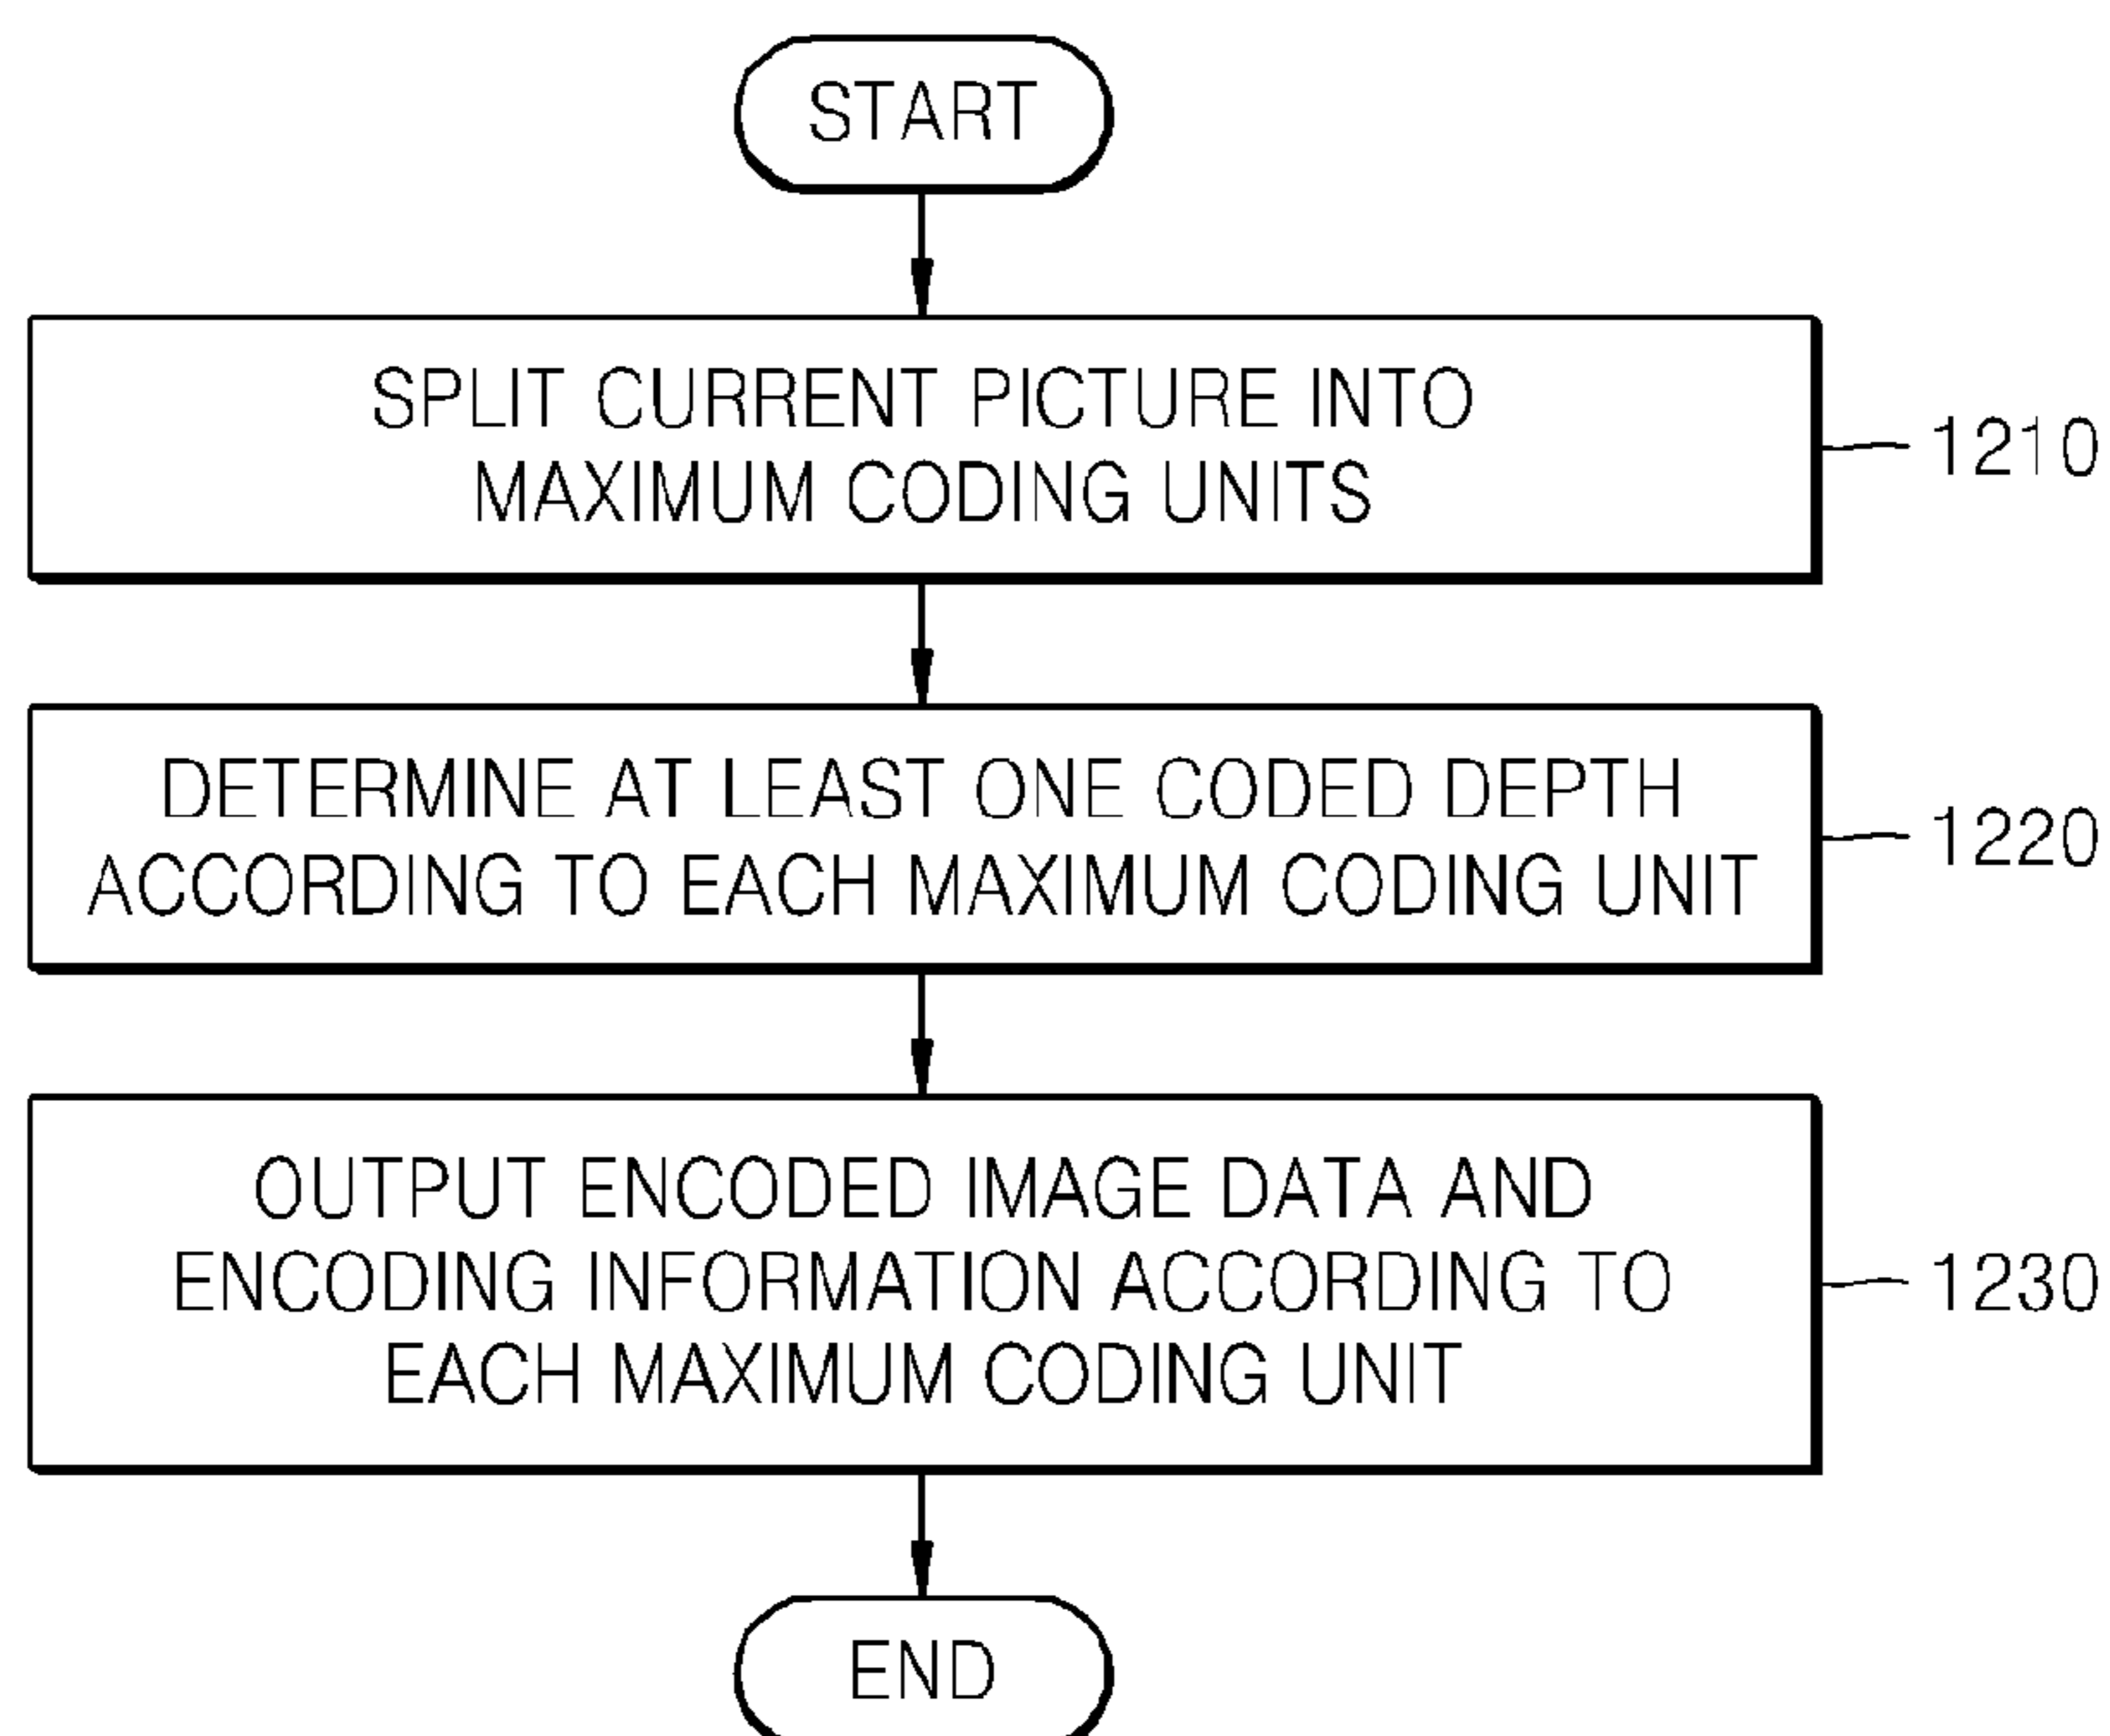 START
SPLIT CURRENT PICTURE INTO
MAXIMUM CODING UNITS
1210
DETERMINE AT LEAST ONE CODED DEPTH
ACCORDING TO EACH MAXIMUM CODING UNIT
1220
OUTPUT ENCODED IMAGE DATA AND
ENCODING INFORMATION ACCORDING TO
EACH MAXIMUM CODING UNIT
1230
END